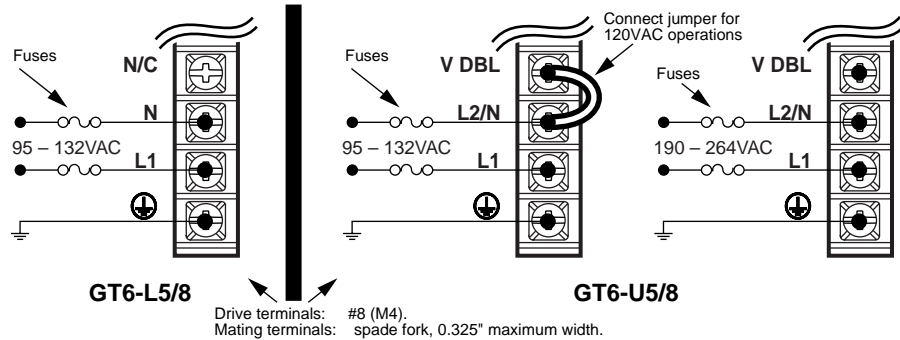 Connect jumper for
120VAC operations
Fuses
N/C
N
95 – 132VAC
L1
GT6-L5/8
Fuses
V DBL
L2/N
95 – 132VAC
L1
Fuses
V DBL
L2/N
190 – 264VAC
L1
GT6-U5/8
Drive terminals: #8 (M4).
Mating terminals: spade fork, 0.325" maximum width.